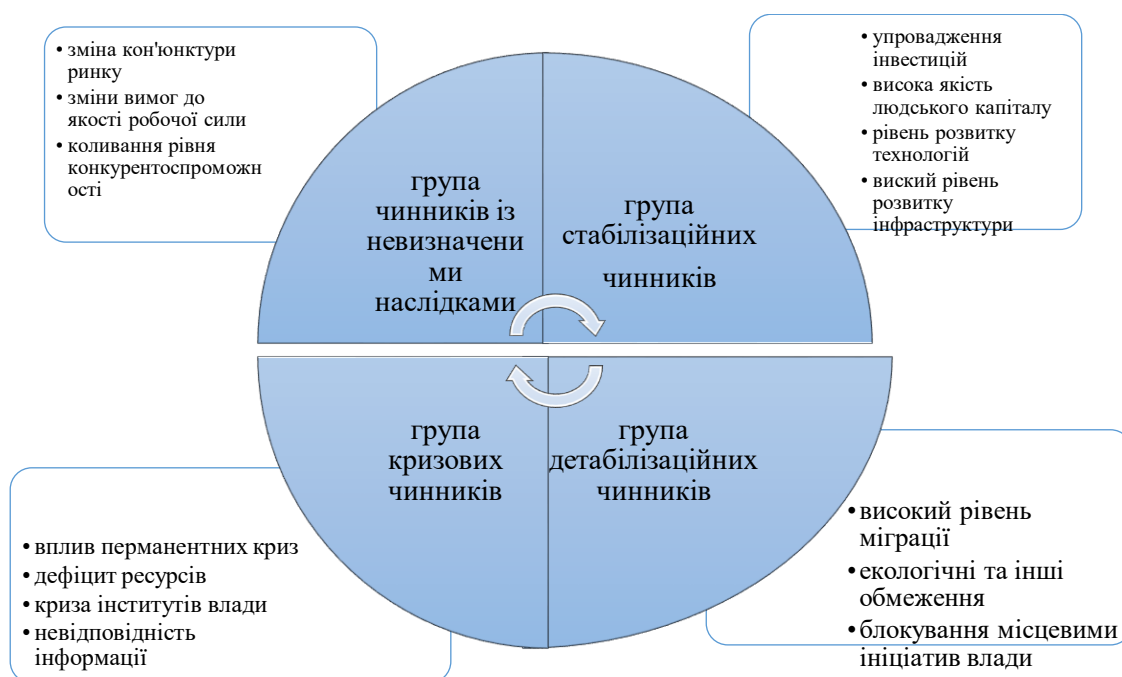 • зміна кон'юнктури
ринку
• зміни вимог до
якості робочої сили
• коливання рівня
конкурентоспроможн
ості
• упровадження
інвестицій
• висока якість
людського капіталу
• рівень розвитку
технологій
• виский рівень
розвитку
інфраструктури
група
чинників із
невизначени
ми
наслідками
група
стабілізаційних
чинників
група
кризових
чинників
група
детабілізаційних
чинників
• вплив перманентних криз
• дефіцит ресурсів
• криза інститутів влади
• невідповідність
інформації
• високий рівень
міграції
• екологічні та інші
обмеження
• блокування місцевими
ініціатив влади